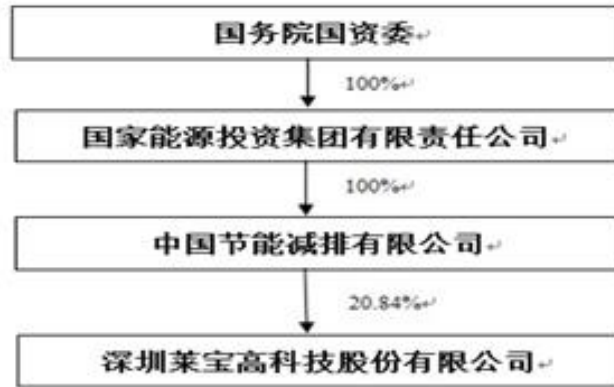 国务院国资委
100%
国家能源投资集团有限责任公司
100%
中国节能减排有限公司
20.84%
深圳莱宝高科技股份有限公司